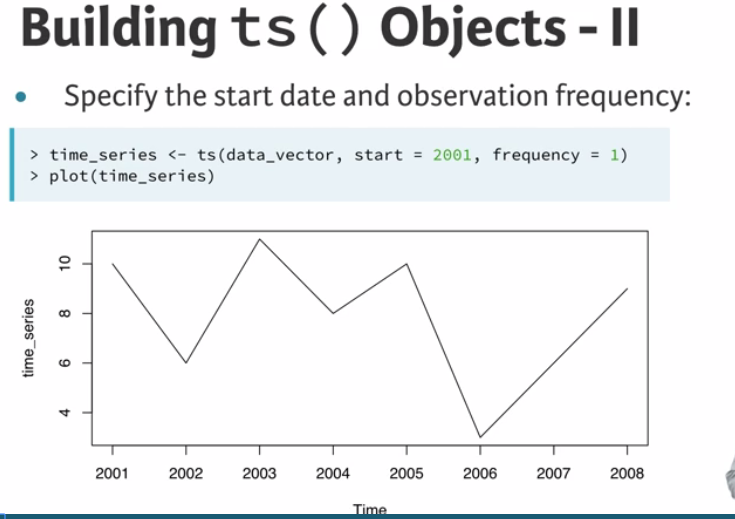 Building ts() Objects - II
• Specify the start date and observation frequency:
> time_series <- ts(data_vector, start = 2001, frequency = 1)
> plot(time_series)
time_series
10
8
6
4
2001 2002 2003 2004 2005 2006 2007 2008
Time